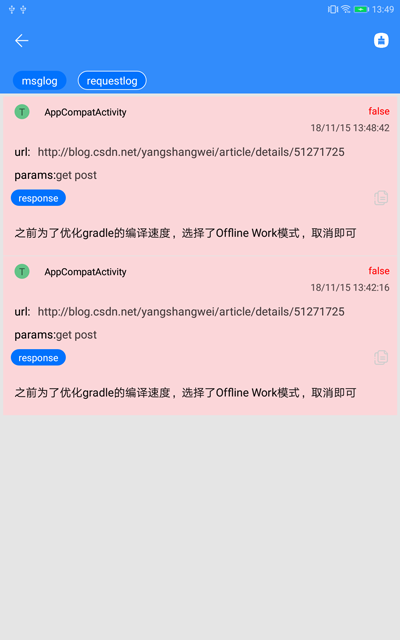 13:49
msglog
requestlog
T AppCompatActivity false
18/11/15 13:48:42
url: http://blog.csdn.net/yangshangwei/article/details/51271725
params:get post
response
之前为了优化gradle的编译速度，选择了Offline Work模式，取消即可
T AppCompatActivity false
18/11/15 13:42:16
url: http://blog.csdn.net/yangshangwei/article/details/51271725
params:get post
response
之前为了优化gradle的编译速度，选择了Offline Work模式，取消即可